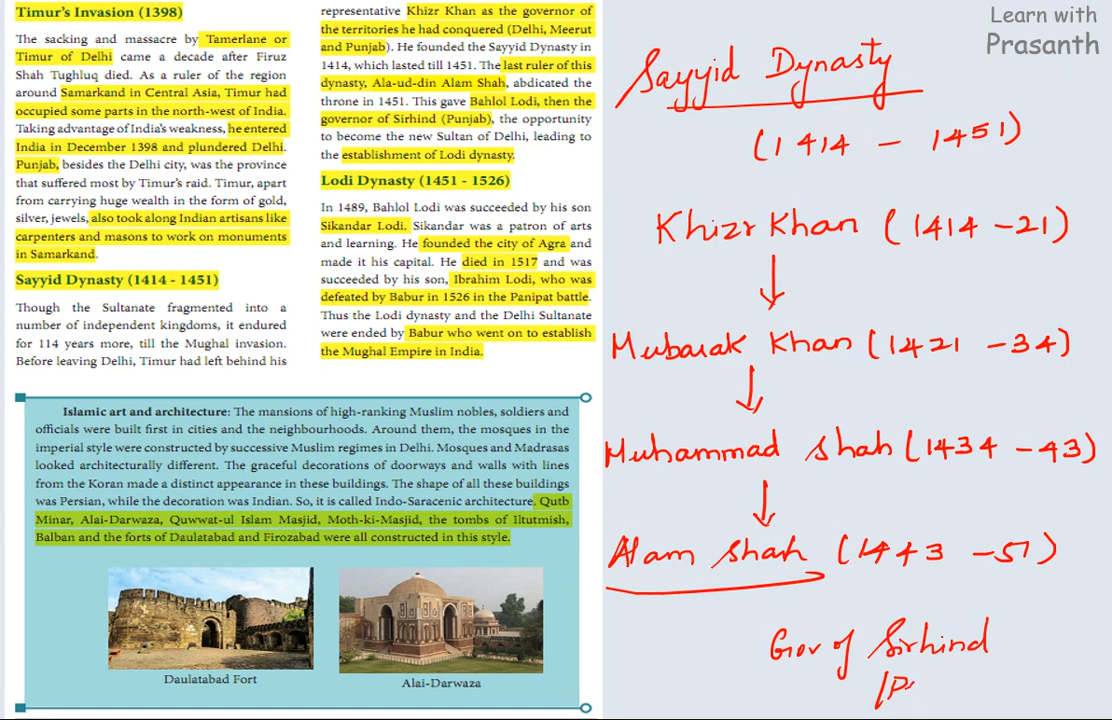 Timur's Invasion (1398)
The sacking and massacre by Tamerlane or
Timur of Delhi came a decade after Firuz
Shah Tughluq died. As a ruler of the region
around Samarkand in Central Asia, Timur had
occupied some parts in the north-west of India.
Taking advantage of India's weakness, he entered
India in December 1398 and plundered Delhi.
Punjab, besides the Delhi city, was the province
that suffered most by Timur's raid. Timur, apart
from carrying huge wealth in the form of gold,
silver, jewels, also took along Indian artisans like
carpenters and masons to work on monuments
in Samarkand.
Sayyid Dynasty (1414 - 1451)
Though the Sultanate fragmented into a
number of independent kingdoms, it endured
for 114 years more, till the Mughal invasion.
Before leaving Delhi, Timur had left behind his
representative Khizr Khan as the governor of
the territories he had conquered (Delhi, Meerut
and Punjab). He founded the Sayyid Dynasty in
1414, which lasted till 1451. The last ruler of this
dynasty, Ala-ud-din Alam Shah, abdicated the
throne in 1451. This gave Bahlol Lodi, then the
governor of Sirhind (Punjab), the opportunity
to become the new Sultan of Delhi, leading to
the establishment of Lodi dynasty.
Lodi Dynasty (1451 - 1526)
In 1489, Bahlol Lodi was succeeded by his son
Sikandar Lodi. Sikandar was a patron of arts
and learning. He founded the city of Agra and
made it his capital. He died in 1517 and was
succeeded by his son, Ibrahim Lodi, who was
defeated by Babur in 1526 in the Panipat battle.
Thus the Lodi dynasty and the Delhi Sultanate
were ended by Babur who went on to establish
the Mughal Empire in India.
Islamic art and architecture: The mansions of high-ranking Muslim nobles, soldiers and
officials were built first in cities and the neighbourhoods. Around them, the mosques in the
imperial style were constructed by successive Muslim regimes in Delhi. Mosques and Madrasas
looked architecturally different. The graceful decorations of doorways and walls with lines
from the Koran made a distinct appearance in these buildings. The shape of all these buildings
was Persian, while the decoration was Indian. So, it is called Indo-Saracenic architecture. Qutb
Minar, Alai-Darwaza, Quwwat-ul Islam Masjid, Moth-ki-Masjid, the tombs of Iltutmish,
Balban and the forts of Daulatabad and Firozabad were all constructed in this style.
Daulatabad Fort
Alai-Darwaza
Learn with
Prasanth
Sayyid Dynasty
(1414 - 1451)
Khizr Khan (1414 - 21)
Mubarak Khan (1421 - 34)
Muhammad Shah (1434 - 43)
Alam Shah (1443 - 51)
Gov of Sirhind
(P